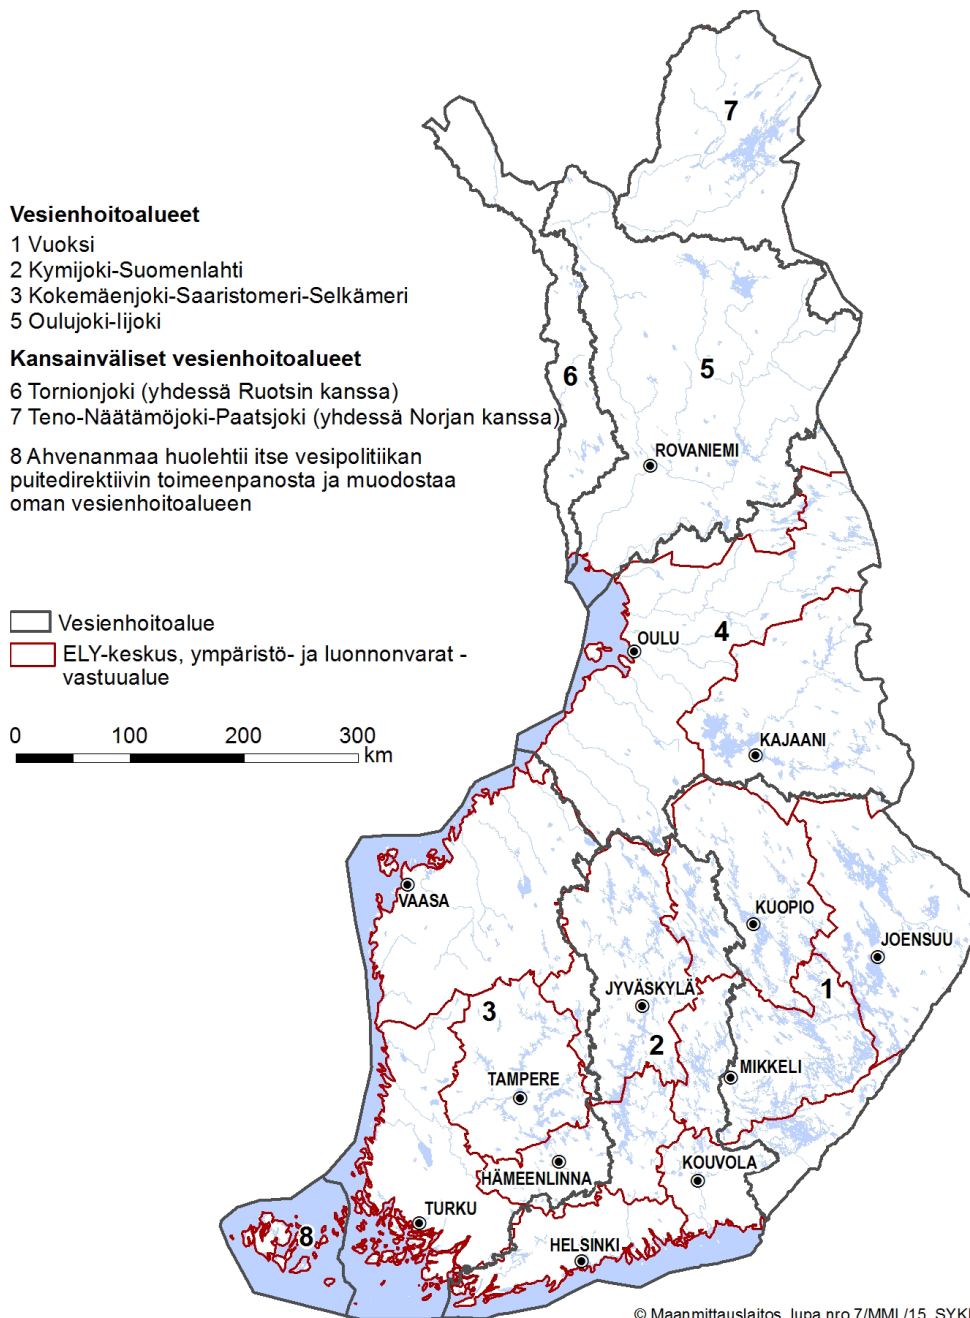 Vesienhoitoalueet
1 Vuoksi
2 Kymijoki-Suomenlahti
3 Kokemäenjoki-Saaristomeri-Selkämeri
5 Oulujoki-Iijoki
Kansainväliset vesienhoitoalueet
6 Tornionjoki (yhdessä Ruotsin kanssa)
7 Teno-Näätämöjoki-Paatsjoki (yhdessä Norjan kanssa)
8 Ahvenanmaa huolehtii itse vesipolitiikan
puitedirektiivin toimeenpanosta ja muodostaa
oman vesienhoitoalueen
Vesienhoitoalue
ELY-keskus, ympäristö- ja luonnonvarat -
vastuualue
0 100 200 300
km
7
6
5
ROVANIEMI
4
OULU
KAJAANI
VAASA
KUOPIO
JOENSUU
JYVÄSKYLÄ
1
3
2
MIKKELI
TAMPERE
KOUVOLA
HÄMEENLINNA
TURKU
8
HELSINKI
© Maanmittauslaitos, lupa nro 7/MML/15, SYKE